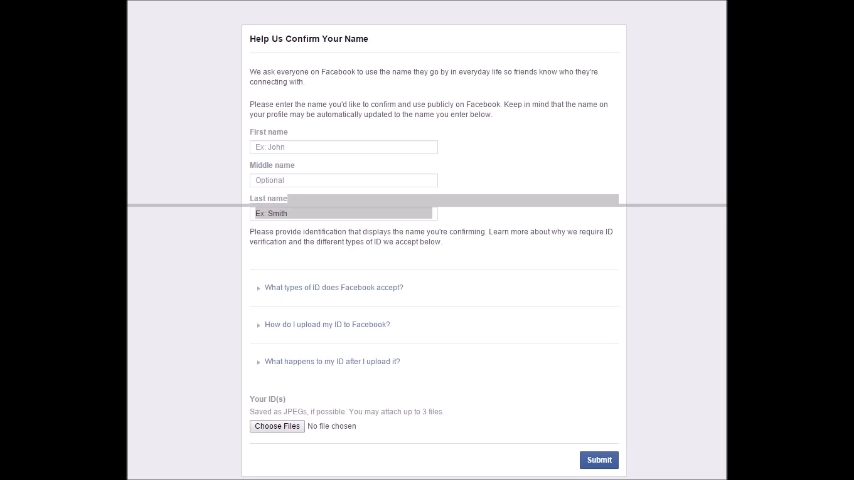 Help Us Confirm Your Name
We ask everyone on Facebook to use the name they go by in everyday life so friends know who they're
connecting with.
Please enter the name you'd like to confirm and use publicly on Facebook. Keep in mind that the name on
your profile may be automatically updated to the name you enter below.
First name
Ex: John
Middle name
Optional
Last name
Ex: Smith
Please provide identification that displays the name you're confirming. Learn more about why we require ID
verification and the different types of ID we accept below.
What types of ID does Facebook accept?
How do I upload my ID to Facebook?
What happens to my ID after I upload it?
Your ID(s)
Saved as JPEGs, if possible. You may attach up to 3 files.
Choose Files No file chosen
Submit